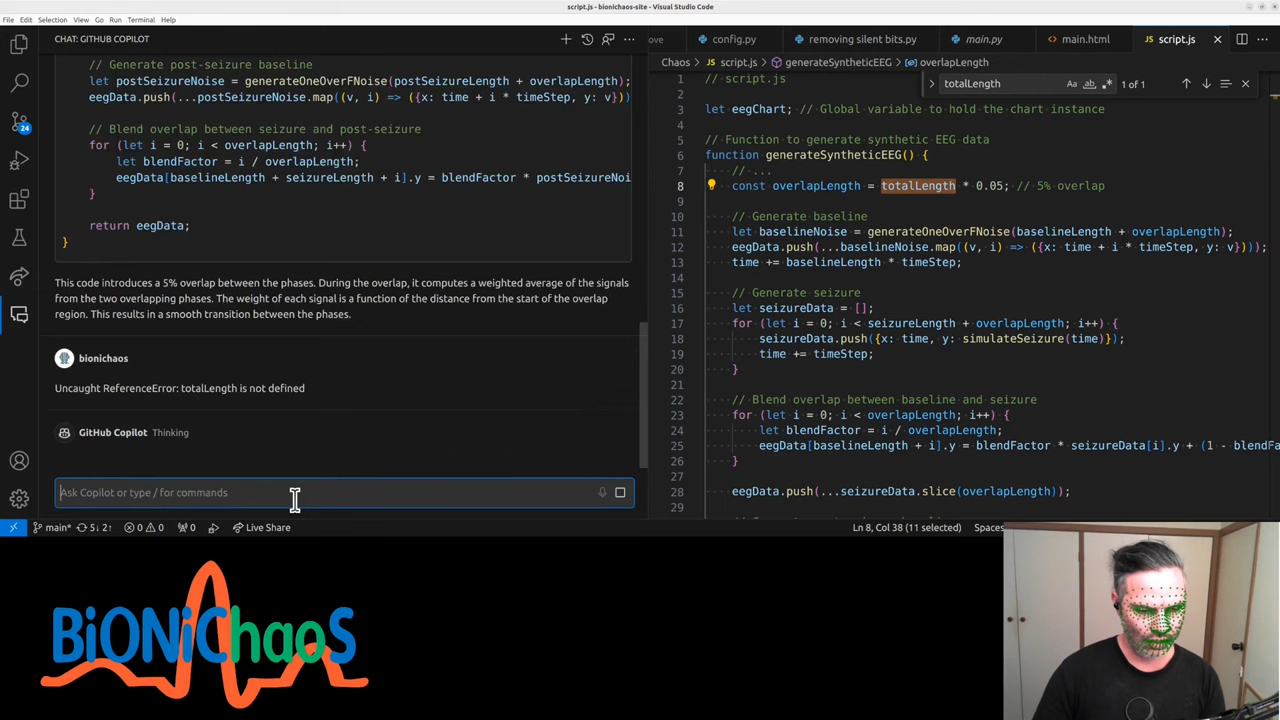 script.js - bionichaos-site - Visual Studio Code
File Edit Selection View Go Run Terminal Help
CHAT: GITHUB COPILOT
// Generate post-seizure baseline
let postSeizureNoise = generateOneOverFNoise(postSeizureLength + overlapLength);
eegData.push(...postSeizureNoise.map((v, i) => ({x: time + i * timeStep, y: v}))
// Blend overlap between seizure and post-seizure
for (let i = 0; i < overlapLength; i++) {
let blendFactor = i / overlapLength;
eegData[baselineLength + seizureLength + i].y = blendFactor * postSeizureNoi
}
return eegData;
}
This code introduces a 5% overlap between the phases. During the overlap, it computes a weighted average of the signals
from the two overlapping phases. The weight of each signal is a function of the distance from the start of the overlap
region. This results in a smooth transition between the phases.
bionichaos
Uncaught ReferenceError: totalLength is not defined
GitHub Copilot Thinking
Ask Copilot or type / for commands
24
ove config.py removing silent bits.py main.py main.html script.js
Chaos > script.js > generateSyntheticEEG > overlapLength
totalLength Aa ab 1 of 1
1 // script.js
2
3 let eegChart; // Global variable to hold the chart instance
4
5 // Function to generate synthetic EEG data
6 function generateSyntheticEEG() {
7 // ...
8 const overlapLength = totalLength * 0.05; // 5% overlap
9
10 // Generate baseline
11 let baselineNoise = generateOneOverFNoise(baselineLength + overlapLength);
12 eegData.push(...baselineNoise.map((v, i) => ({x: time + i * timeStep, y: v})));
13 time += baselineLength * timeStep;
14
15 // Generate seizure
16 let seizureData = [];
17 for (let i = 0; i < seizureLength + overlapLength; i++) {
18 seizureData.push({x: time, y: simulateSeizure(time)});
19 time += timeStep;
20 }
21
22 // Blend overlap between baseline and seizure
23 for (let i = 0; i < overlapLength; i++) {
24 let blendFactor = i / overlapLength;
25 eegData[baselineLength + i].y = blendFactor * seizureData[i].y + (1 - blendFa
26 }
27
28 eegData.push(...seizureData.slice(overlapLength));
29
main* 5↓ 2↑ 0 0 0 Live Share
Ln 8, Col 38 (11 selected) Spaces
BiONiChaOS